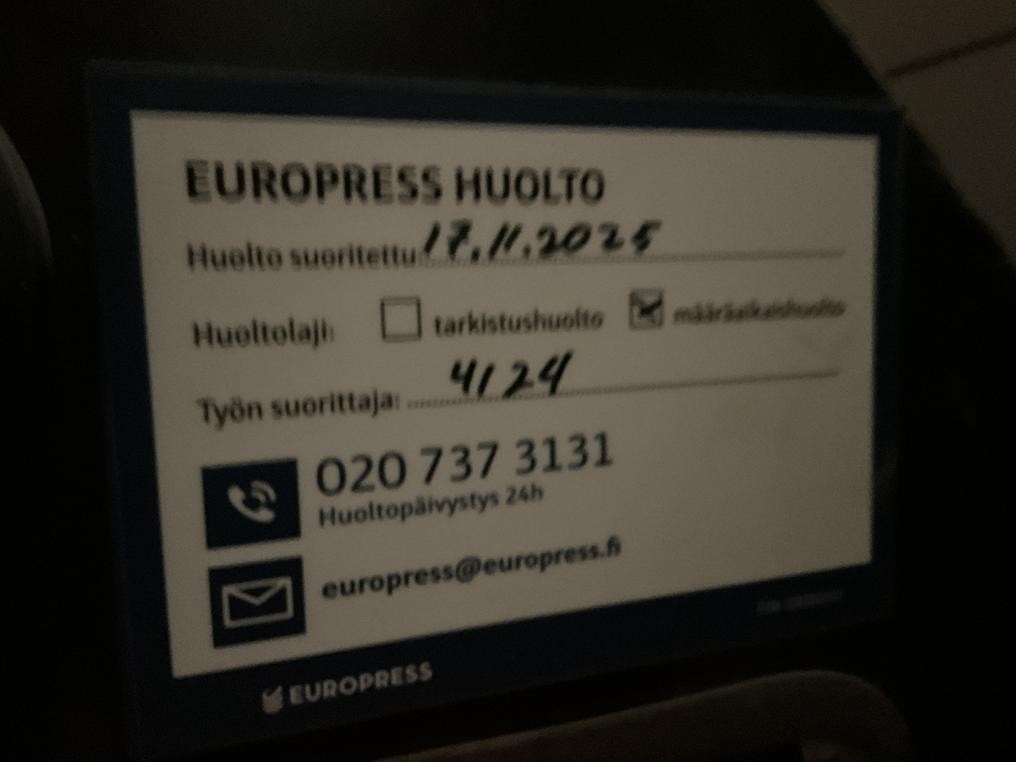 EUROPRESS HUOLTO
Huolto suoritettu: 17.11.2025
Huoltolaji: tarkistushuolto määräaikaishuolto
Työn suorittaja: 4124
020 737 3131
Huoltopäivystys 24h
europress@europress.fi
EUROPRESS